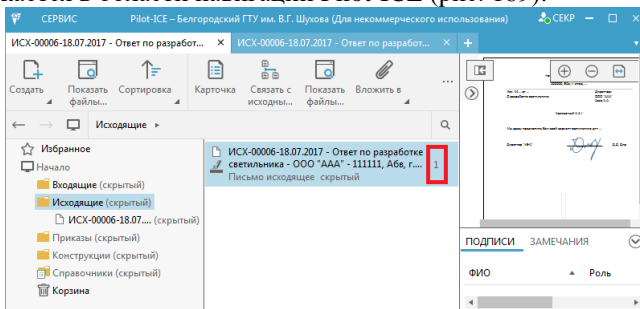 СЕРВИС Pilot-ICE – Белгородский ГТУ им. В.Г. Шухова (Для некоммерческого использования) СЕКР
ИСХ-00006-18.07.2017 - Ответ по разработ... × ИСХ-00006-18.07.2017 - Ответ по разработ... × +
Создать Показать файлы... Сортировка Карточка Связать с исходны... Показать файлы... Вложить в ...
Исходящие
Избранное
Начало
Входящие (скрытый)
Исходящие (скрытый)
ИСХ-00006-18.07.... (скрытый)
Приказы (скрытый)
Конструкции (скрытый)
Справочники (скрытый)
Корзина
ИСХ-00006-18.07.2017 - Ответ по разработке
светильника - ООО "ААА" - 111111, Абв, г....
Письмо исходящее скрытый
1
ПОДПИСИ ЗАМЕЧАНИЯ
ФИО Роль